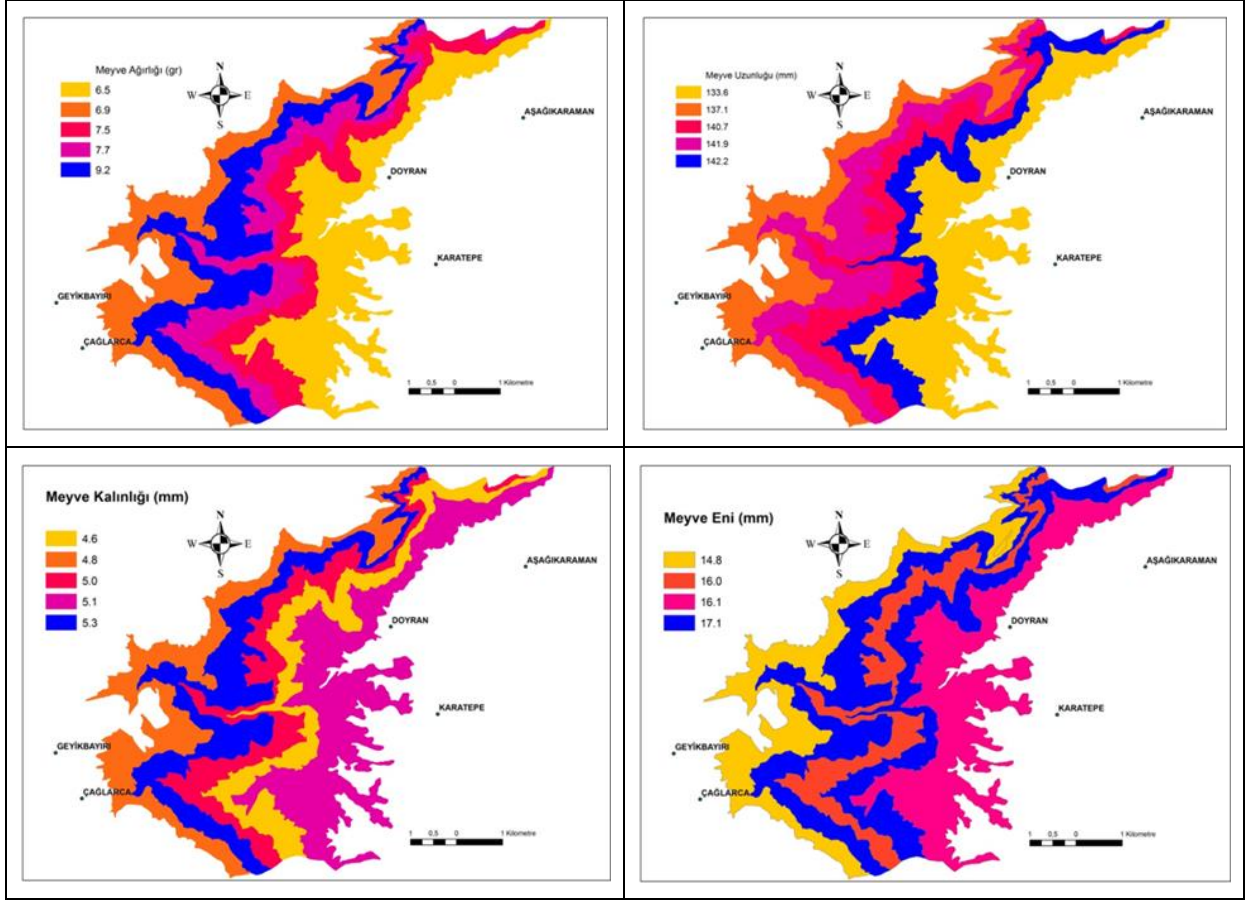 Meyve Ağırlığı (gr)
6.5
6.9
7.5
7.7
9.2
N
W E
S
AŞAĞIKARAMAN
DOYRAN
KARATEPE
GEYİKBAYIRI
ÇAĞLARCA
1 0,5 0 1 Kilometre
Meyve Uzunluğu (mm)
133.6
137.1
140.7
141.9
142.2
N
W E
S
AŞAĞIKARAMAN
DOYRAN
KARATEPE
GEYİKBAYIRI
ÇAĞLARCA
1 0,5 0 1 Kilometre
Meyve Kalınlığı (mm)
4.6
4.8
5.0
5.1
5.3
N
W E
S
AŞAĞIKARAMAN
DOYRAN
KARATEPE
GEYİKBAYIRI
ÇAĞLARCA
1 0,5 0 1 Kilometre
Meyve Eni (mm)
14.8
16.0
16.1
17.1
N
W E
S
AŞAĞIKARAMAN
DOYRAN
KARATEPE
GEYİKBAYIRI
ÇAĞLARCA
1 0,5 0 1 Kilometre